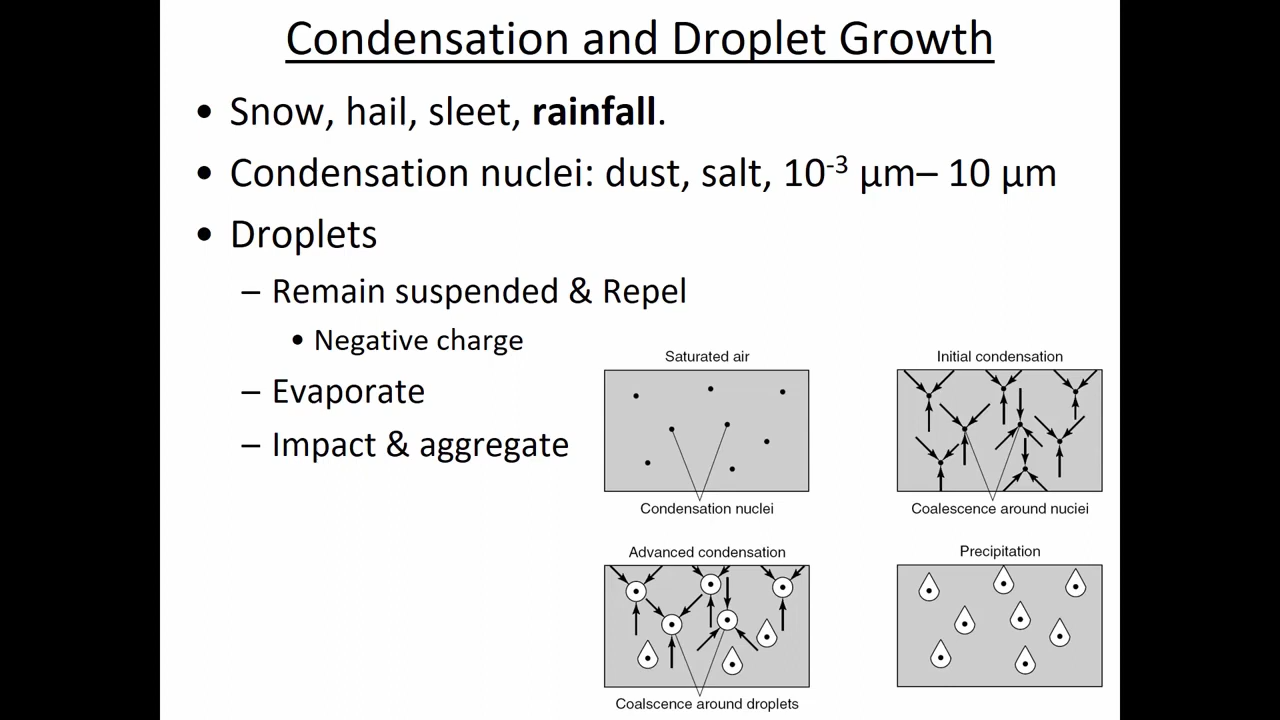 Condensation and Droplet Growth
• Snow, hail, sleet, rainfall.
• Condensation nuclei: dust, salt, 10⁻³ µm– 10 µm
• Droplets
– Remain suspended & Repel
• Negative charge
– Evaporate
– Impact & aggregate
Saturated air
Condensation nuclei
Initial condensation
Coalescence around nuclei
Advanced condensation
Coalscence around droplets
Precipitation